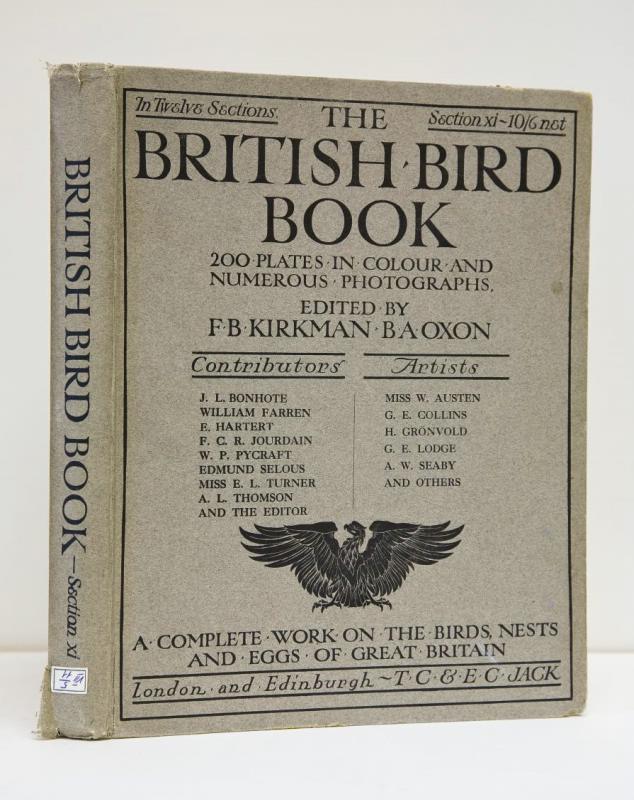 In Twelve Sections.
Section xi ~ 10/6 net
THE
BRITISH · BIRD
BOOK
200 · PLATES · IN · COLOUR · AND
NUMEROUS · PHOTOGRAPHS.
EDITED · BY
F · B · KIRKMAN · B · A OXON
Contributors
J. L. BONHOTE
WILLIAM FARREN
E. HARTERT
F. C. R. JOURDAIN
W. P. PYCRAFT
EDMUND SELOUS
MISS E. L. TURNER
A. L. THOMSON
AND THE EDITOR
Artists
MISS W. AUSTEN
G. E. COLLINS
H. GRÖNVOLD
G. E. LODGE
A. W. SEABY
AND OTHERS
A · COMPLETE · WORK · ON · THE · BIRDS, NESTS
AND · EGGS · OF · GREAT · BRITAIN
London · and · Edinburgh ~ T · C · & · E · C · JACK
BRITISH BIRD BOOK — Section xi